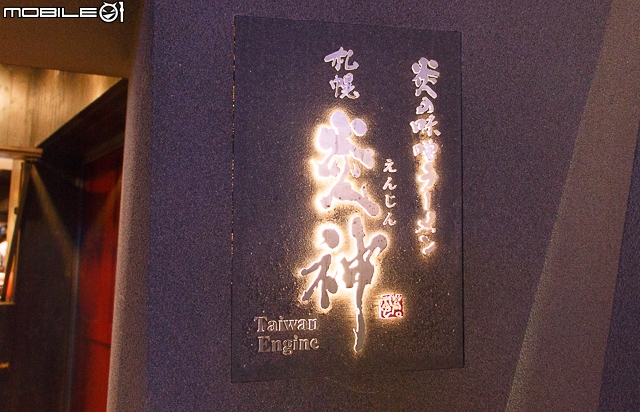 MOBILE01
炎の味噌ラーメン
札幌
炎神
えんじん
Taiwan
Engine